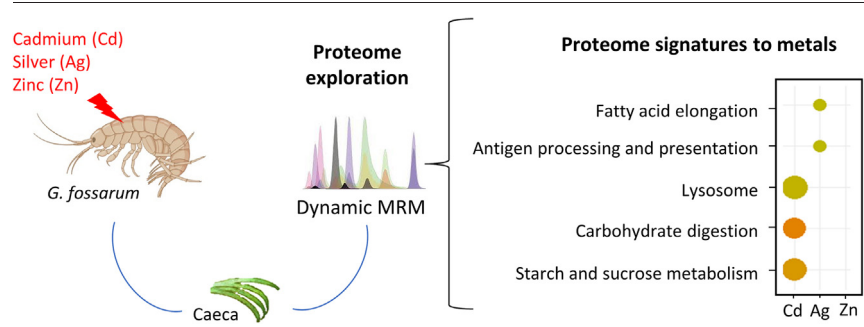 Cadmium (Cd)
Silver (Ag)
Zinc (Zn)
G. fossarum
Caeca
Proteome
exploration
Dynamic MRM
Proteome signatures to metals
Fatty acid elongation
Antigen processing and presentation
Lysosome
Carbohydrate digestion
Starch and sucrose metabolism
Cd Ag Zn